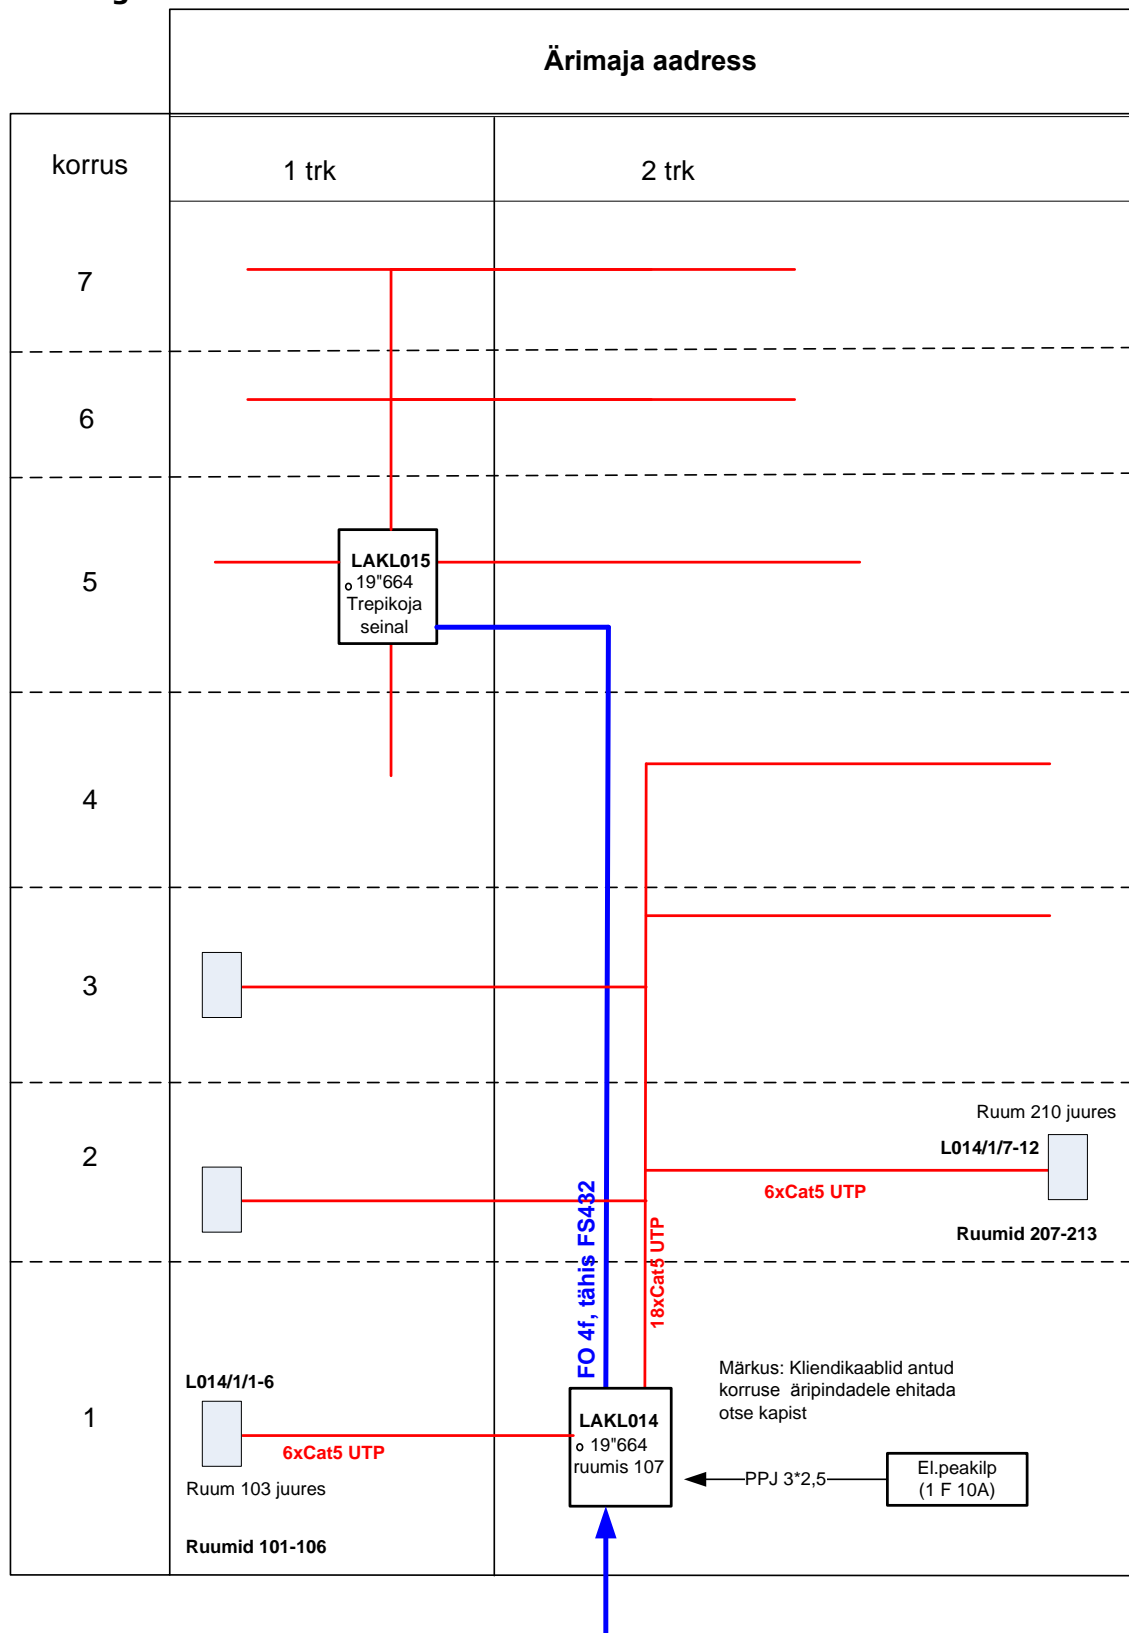 Ärimaja aadress
korrus
1 trk
2 trk
7
6
5
LAKL015
19"664
Trepikoja
seinal
4
3
2
Ruum 210 juures
L014/1/7-12
6xCat5 UTP
Ruumid 207-213
FO 4f, tähis FS432
18xCat5 UTP
1
L014/1/1-6
6xCat5 UTP
Ruum 103 juures
Ruumid 101-106
LAKL014
19"664
ruumis 107
Märkus: Kliendikaablid antud
korruse äripindadele ehitada
otse kapist
PPJ 3*2,5
El.peakilp
(1 F 10A)